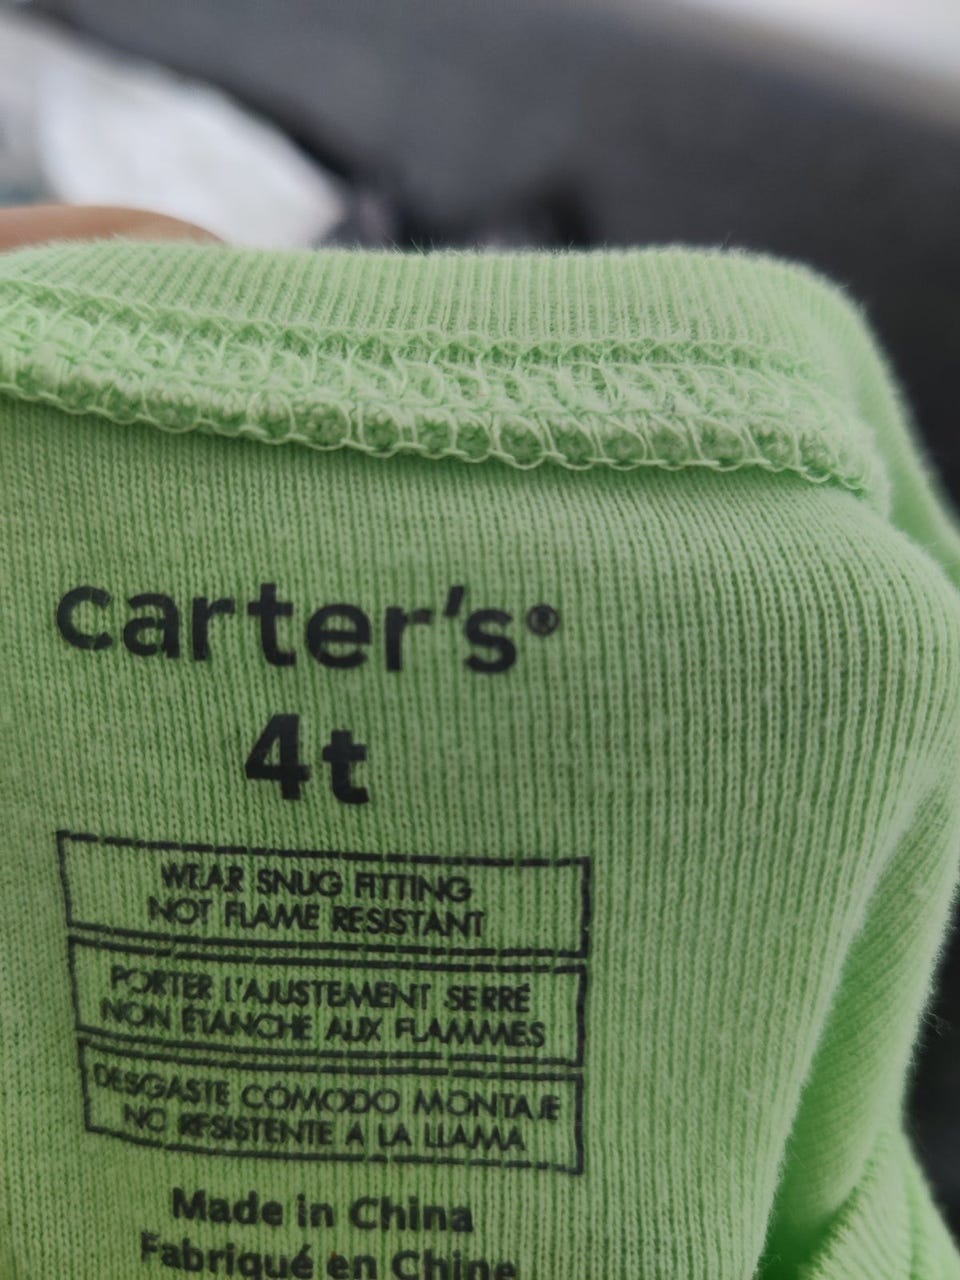 carter's®
4t
WEAR SNUG FITTING
NOT FLAME RESISTANT
PORTER L'AJUSTEMENT SERRÉ
NON ÉTANCHE AUX FLAMMES
DESGASTE CÓMODO MONTAJE
NO RESISTENTE A LA LLAMA
Made in China
Fabriqué en Chine